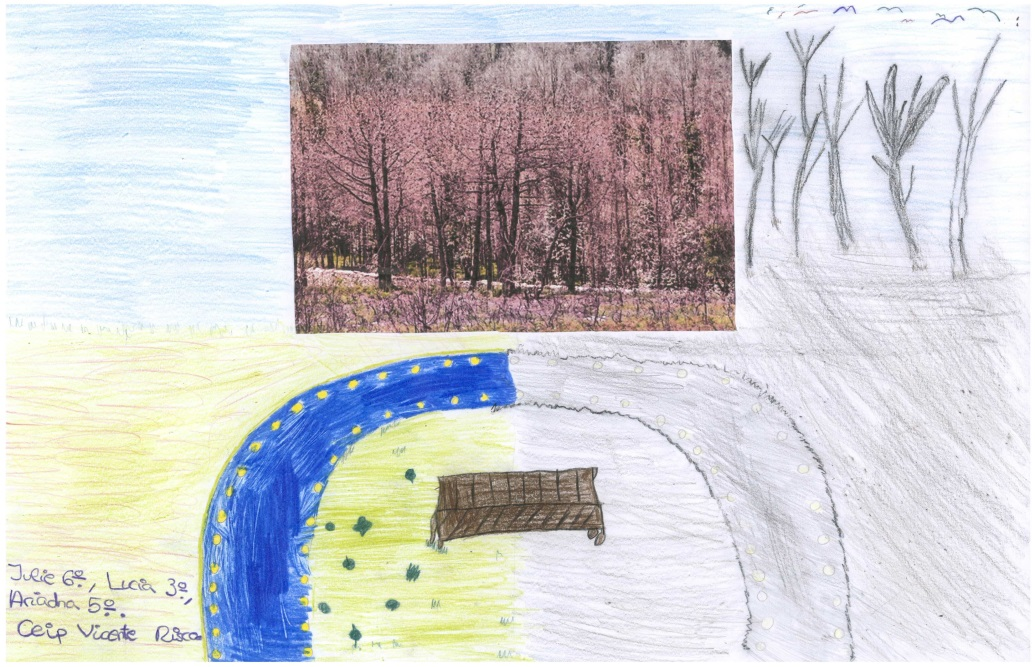 Julie 6º, Lucía 3º,
Ariadna 5º.
Ceip Vicente Risco